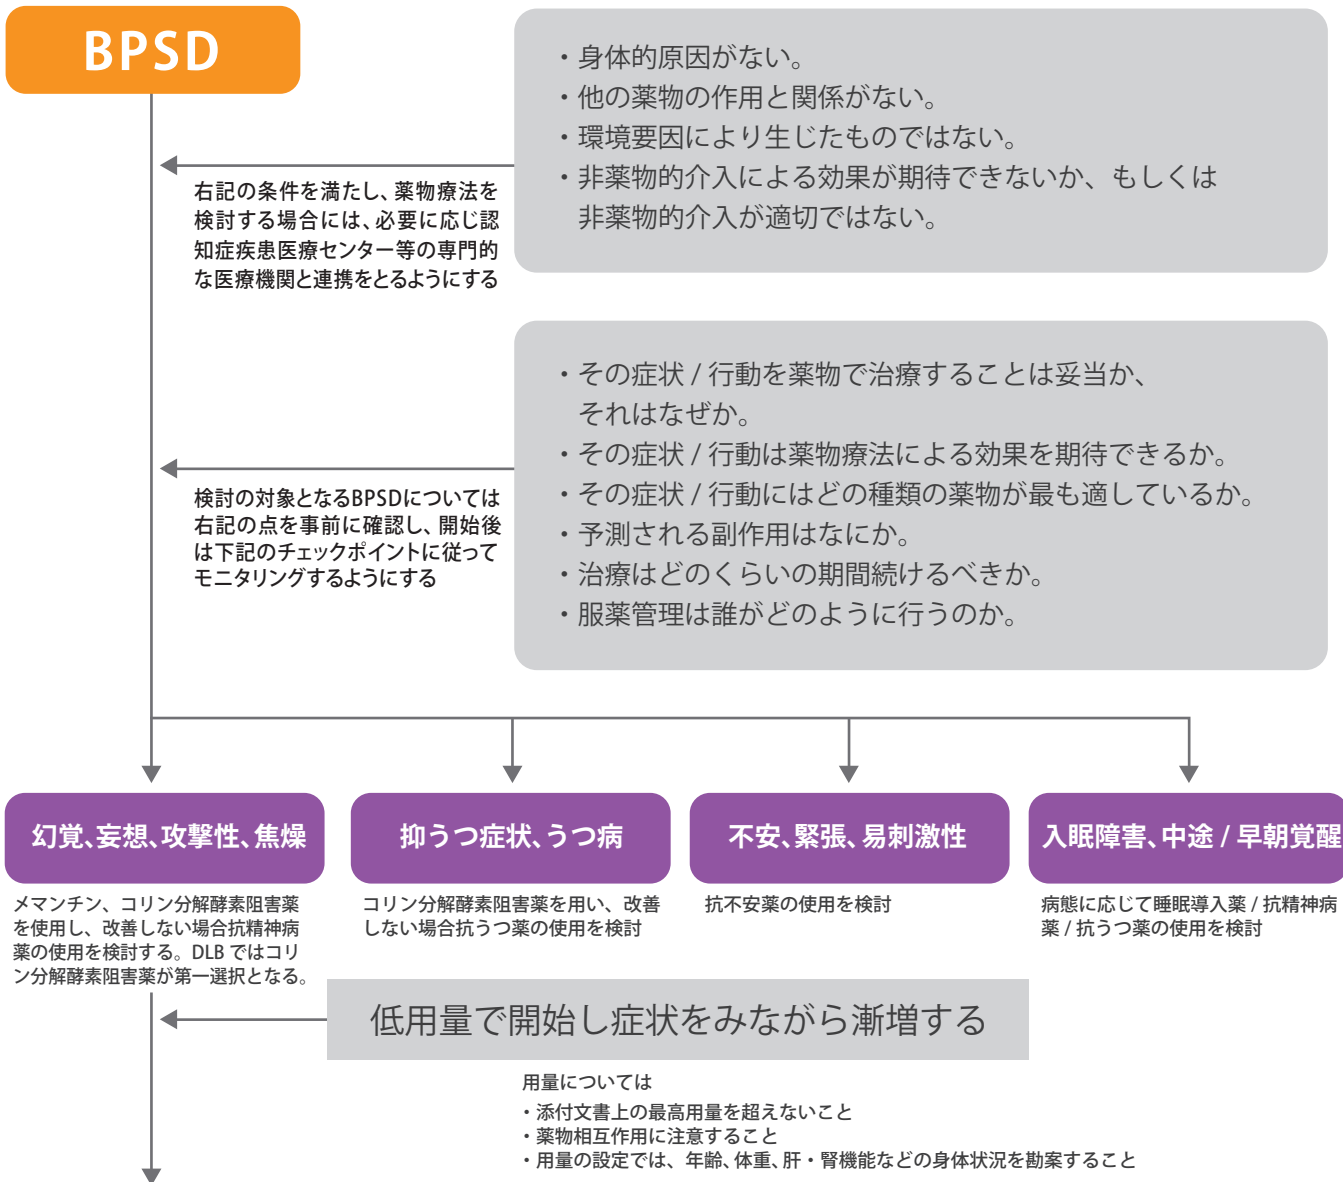 BPSD
・身体的原因がない。
・他の薬物の作用と関係がない。
・環境要因により生じたものではない。
・非薬物的介入による効果が期待できないか、もしくは
非薬物的介入が適切ではない。
右記の条件を満たし、薬物療法を
検討する場合には、必要に応じ認
知症疾患医療センター等の専門的
な医療機関と連携をとるようにする
・その症状 / 行動を薬物で治療することは妥当か、
それはなぜか。
・その症状 / 行動は薬物療法による効果を期待できるか。
・その症状 / 行動にはどの種類の薬物が最も適しているか。
・予測される副作用はなにか。
・治療はどのくらいの期間続けるべきか。
・服薬管理は誰がどのように行うのか。
検討の対象となるBPSDについては
右記の点を事前に確認し、開始後
は下記のチェックポイントに従って
モニタリングするようにする
幻覚、妄想、攻撃性、焦燥
メマンチン、コリン分解酵素阻害薬
を使用し、改善しない場合抗精神病
薬の使用を検討する。DLB ではコリ
ン分解酵素阻害薬が第一選択となる。
抑うつ症状、うつ病
コリン分解酵素阻害薬を用い、改善
しない場合抗うつ薬の使用を検討
不安、緊張、易刺激性
抗不安薬の使用を検討
入眠障害、中途 / 早朝覚醒
病態に応じて睡眠導入薬 / 抗精神病
薬 / 抗うつ薬の使用を検討
低用量で開始し症状をみながら漸増する
用量については
・添付文書上の最高用量を超えないこと
・薬物相互作用に注意すること
・用量の設定では、年齢、体重、肝・腎機能などの身体状況を勘案すること